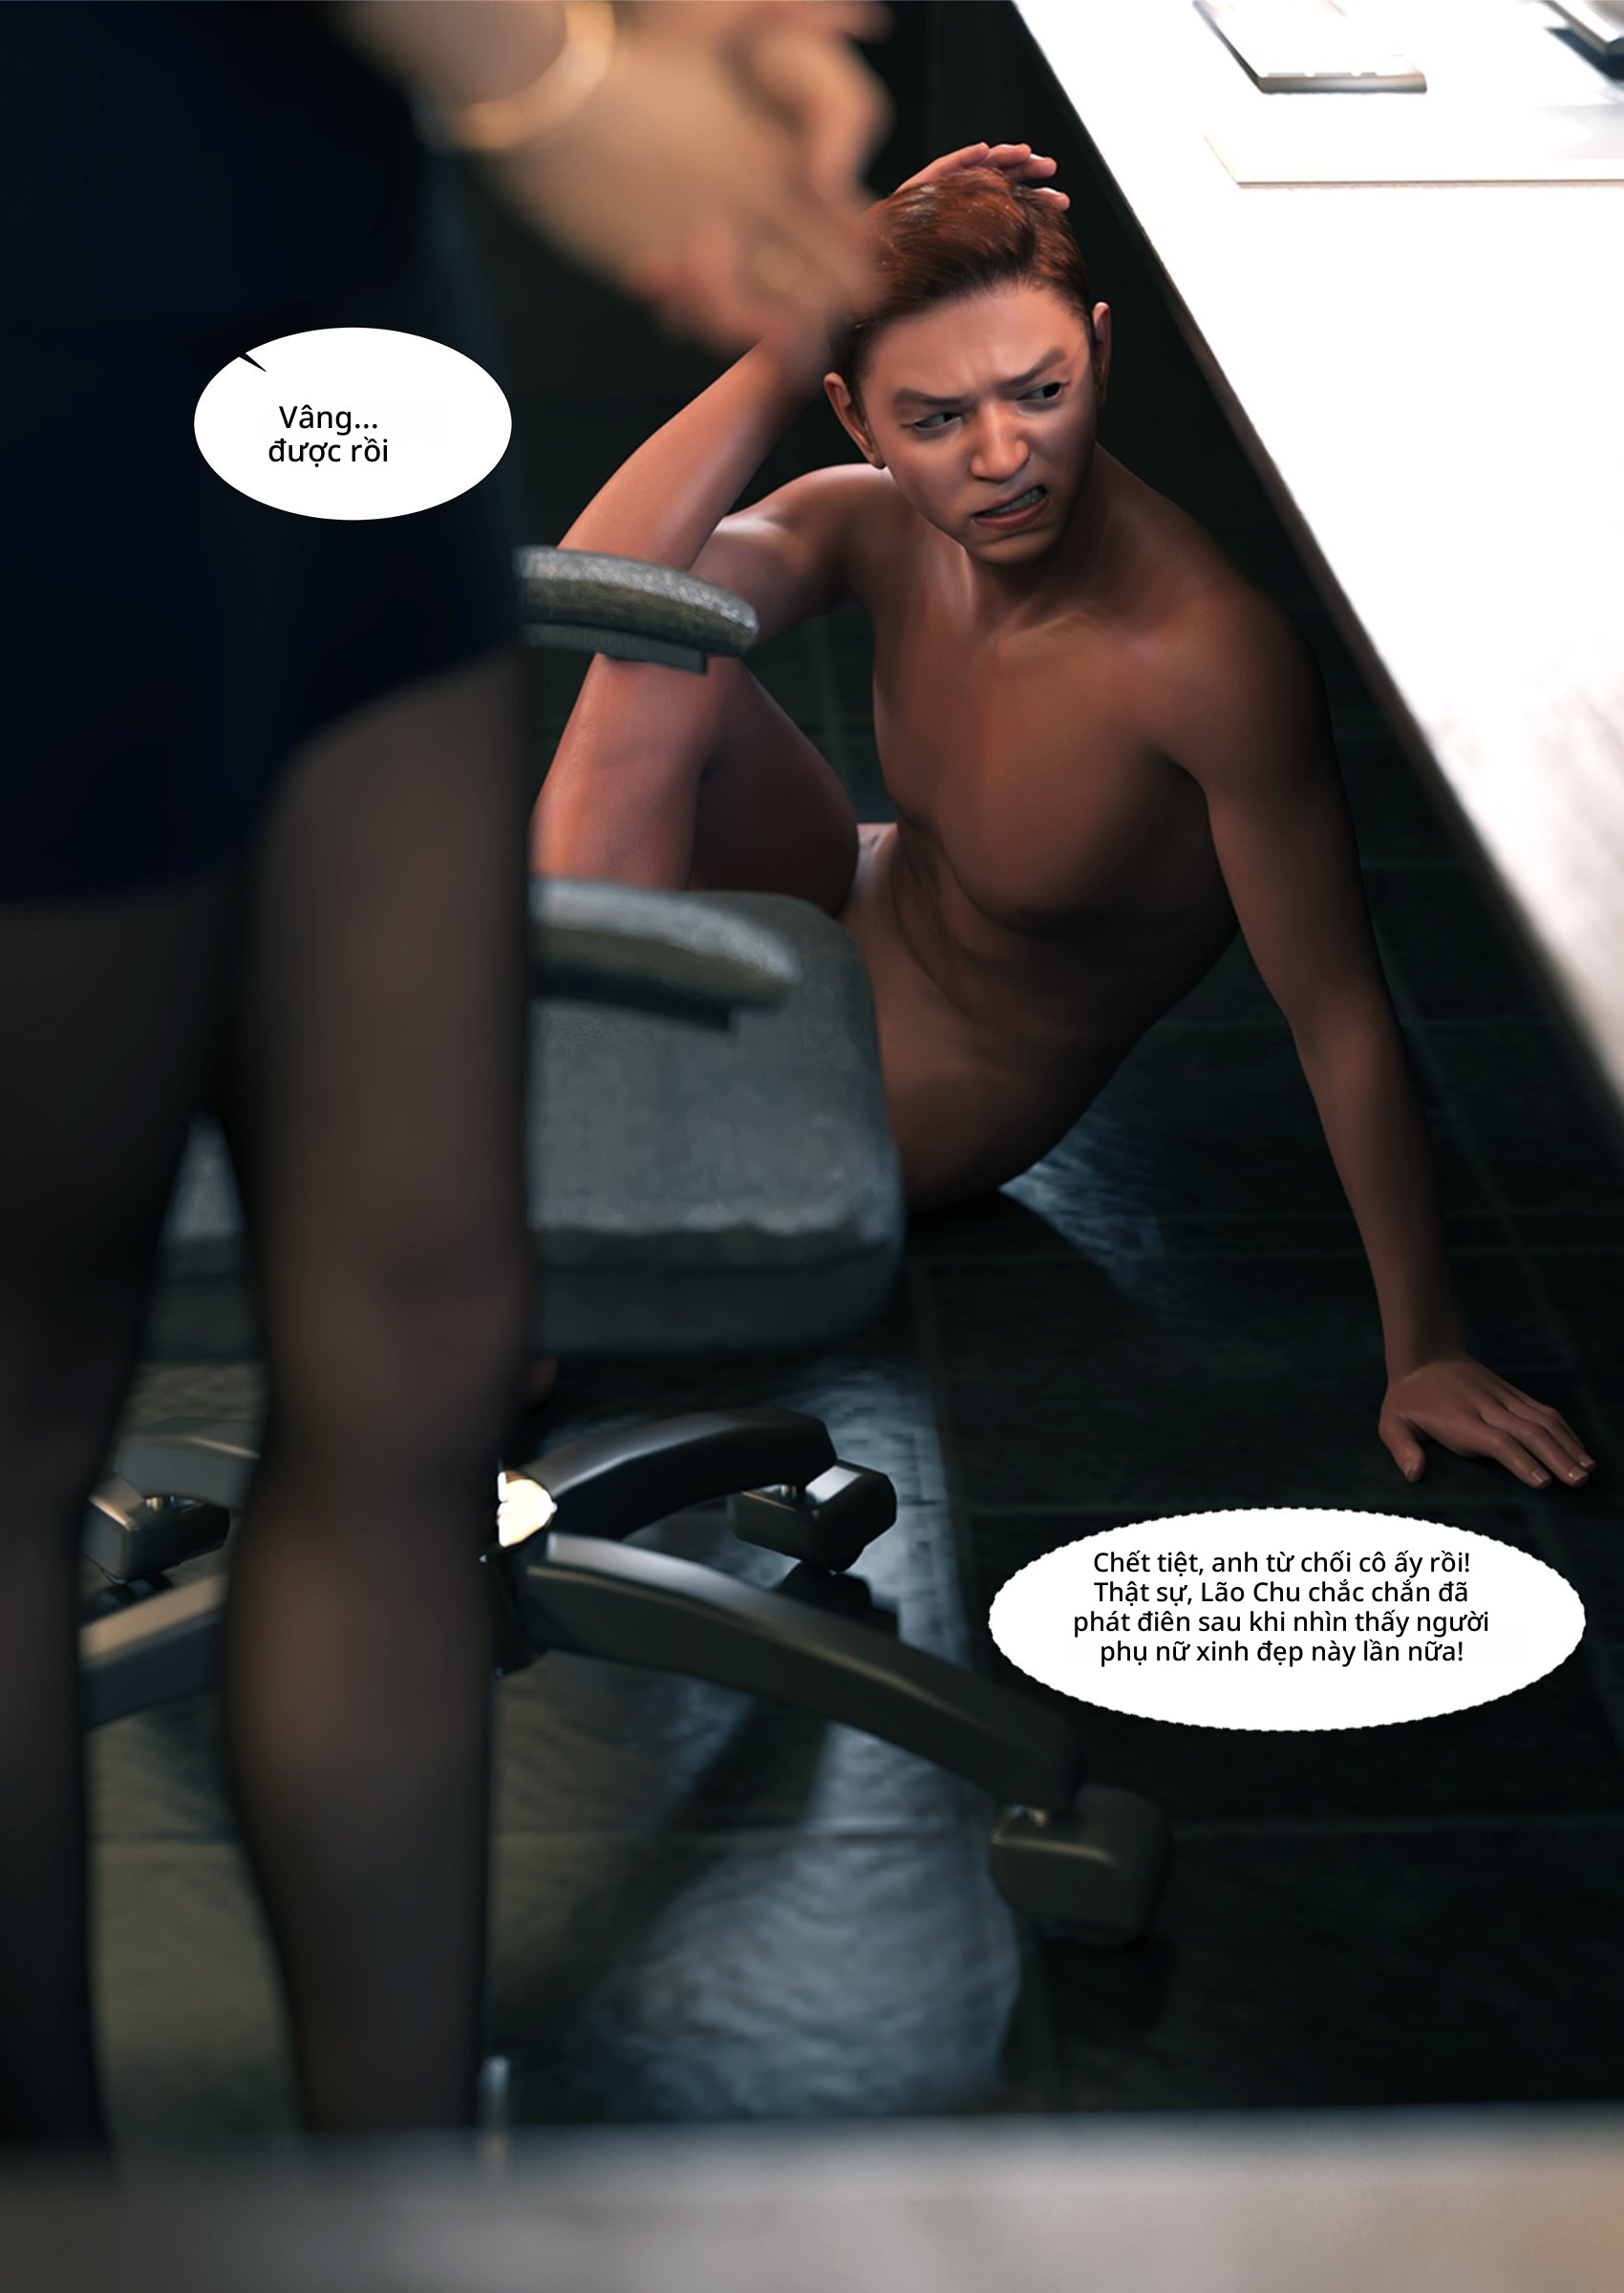 Vâng...
được rồi
Chết tiệt, anh từ chối cô ấy rồi!
Thật sự, Lão Chu chắc chắn đã
phát điên sau khi nhìn thấy người
phụ nữ xinh đẹp này lần nữa!